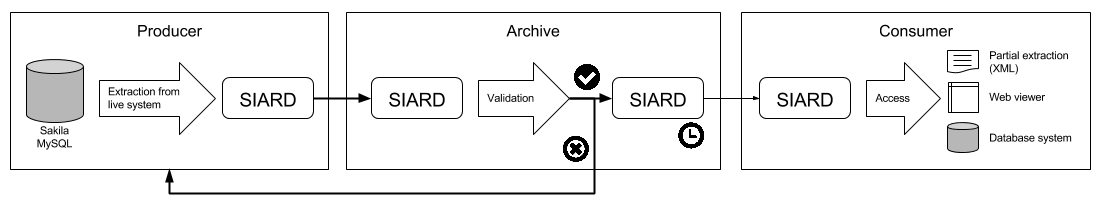 Producer
Sakila
MySQL
Extraction from
live system
SIARD
Archive
SIARD
Validation
SIARD
Consumer
SIARD
Access
Partial extraction
(XML)
Web viewer
Database system